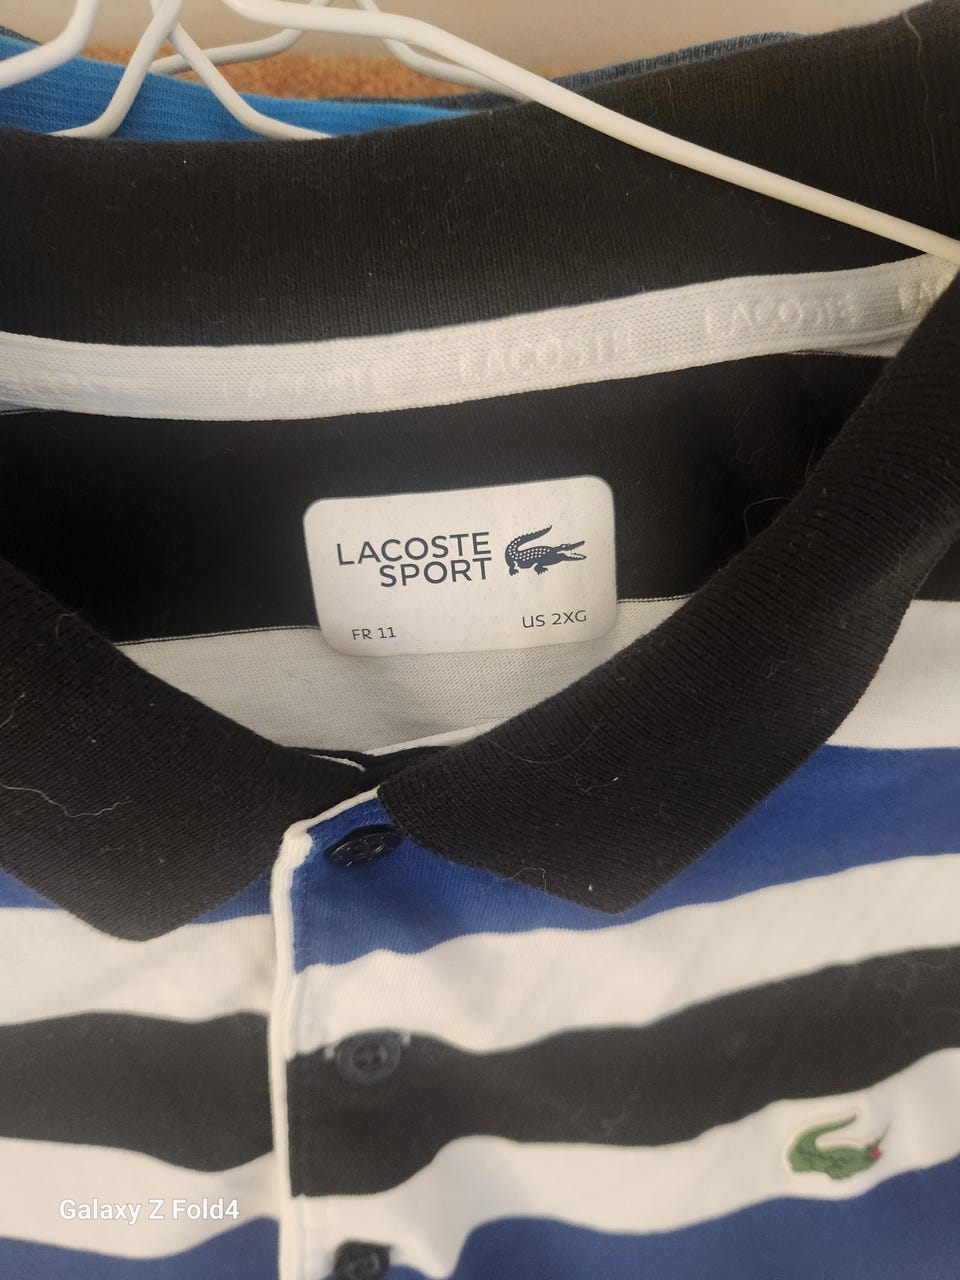 LACOSTE LACOSTE LACOSTE
LACOSTE
SPORT
FR 11
US 2XG
Galaxy Z Fold4